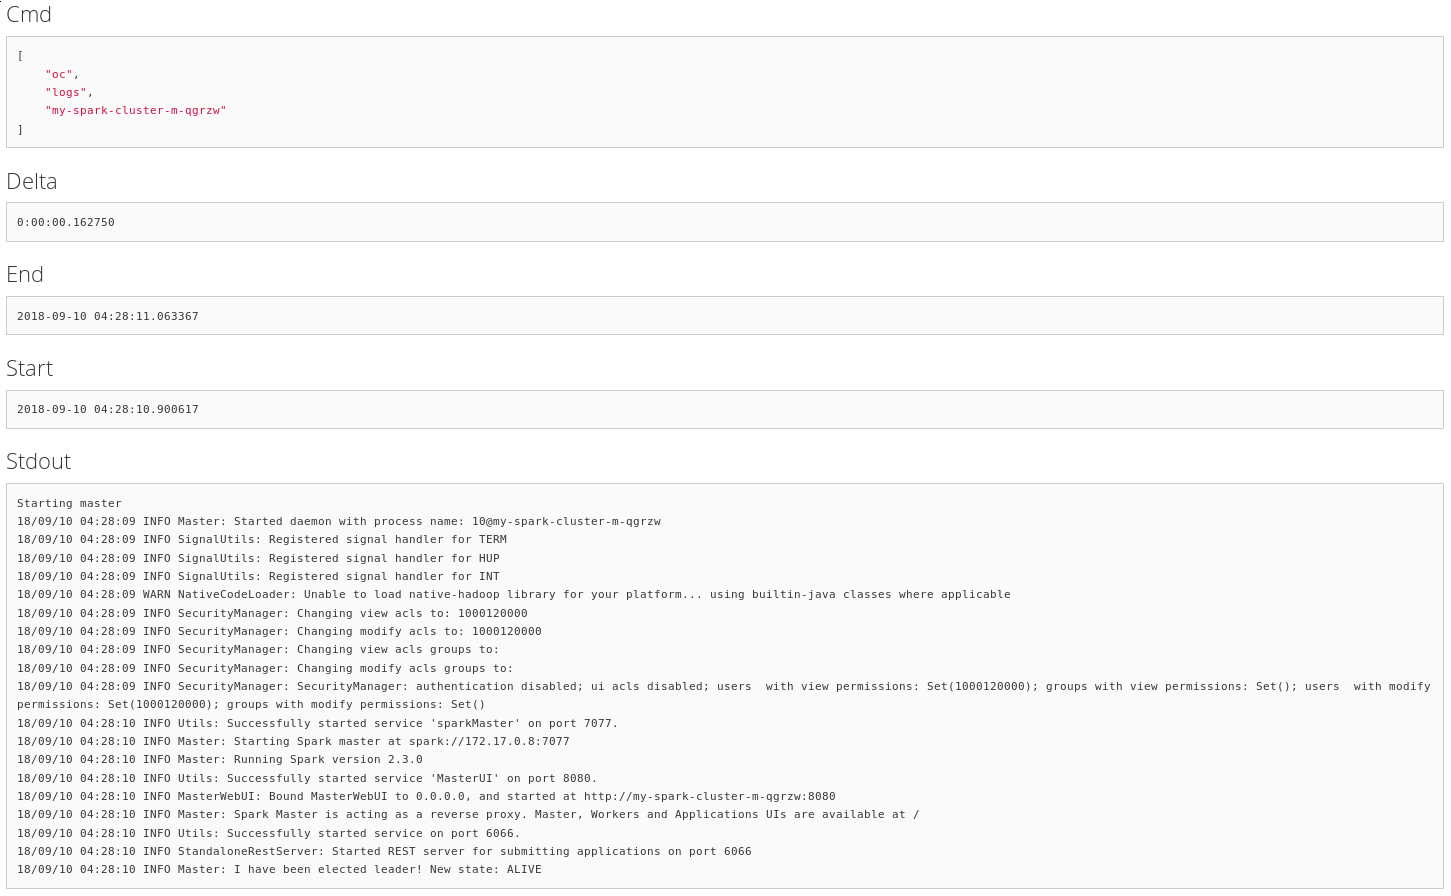 Cmd
[
    "oc",
    "logs",
    "my-spark-cluster-m-qgrzw"
]
Delta
0:00:00.162750
End
2018-09-10 04:28:11.063367
Start
2018-09-10 04:28:10.900617
Stdout
Starting master
18/09/10 04:28:09 INFO Master: Started daemon with process name: 10@my-spark-cluster-m-qgrzw
18/09/10 04:28:09 INFO SignalUtils: Registered signal handler for TERM
18/09/10 04:28:09 INFO SignalUtils: Registered signal handler for HUP
18/09/10 04:28:09 INFO SignalUtils: Registered signal handler for INT
18/09/10 04:28:09 WARN NativeCodeLoader: Unable to load native-hadoop library for your platform... using builtin-java classes where applicable
18/09/10 04:28:09 INFO SecurityManager: Changing view acls to: 1000120000
18/09/10 04:28:09 INFO SecurityManager: Changing modify acls to: 1000120000
18/09/10 04:28:09 INFO SecurityManager: Changing view acls groups to:
18/09/10 04:28:09 INFO SecurityManager: Changing modify acls groups to:
18/09/10 04:28:09 INFO SecurityManager: SecurityManager: authentication disabled; ui acls disabled; users  with view permissions: Set(1000120000); groups with view permissions: Set(); users  with modify
permissions: Set(1000120000); groups with modify permissions: Set()
18/09/10 04:28:10 INFO Utils: Successfully started service 'sparkMaster' on port 7077.
18/09/10 04:28:10 INFO Master: Starting Spark master at spark://172.17.0.8:7077
18/09/10 04:28:10 INFO Master: Running Spark version 2.3.0
18/09/10 04:28:10 INFO Utils: Successfully started service 'MasterUI' on port 8080.
18/09/10 04:28:10 INFO MasterWebUI: Bound MasterWebUI to 0.0.0.0, and started at http://my-spark-cluster-m-qgrzw:8080
18/09/10 04:28:10 INFO Master: Spark Master is acting as a reverse proxy. Master, Workers and Applications UIs are available at /
18/09/10 04:28:10 INFO Utils: Successfully started service on port 6066.
18/09/10 04:28:10 INFO StandaloneRestServer: Started REST server for submitting applications on port 6066
18/09/10 04:28:10 INFO Master: I have been elected leader! New state: ALIVE